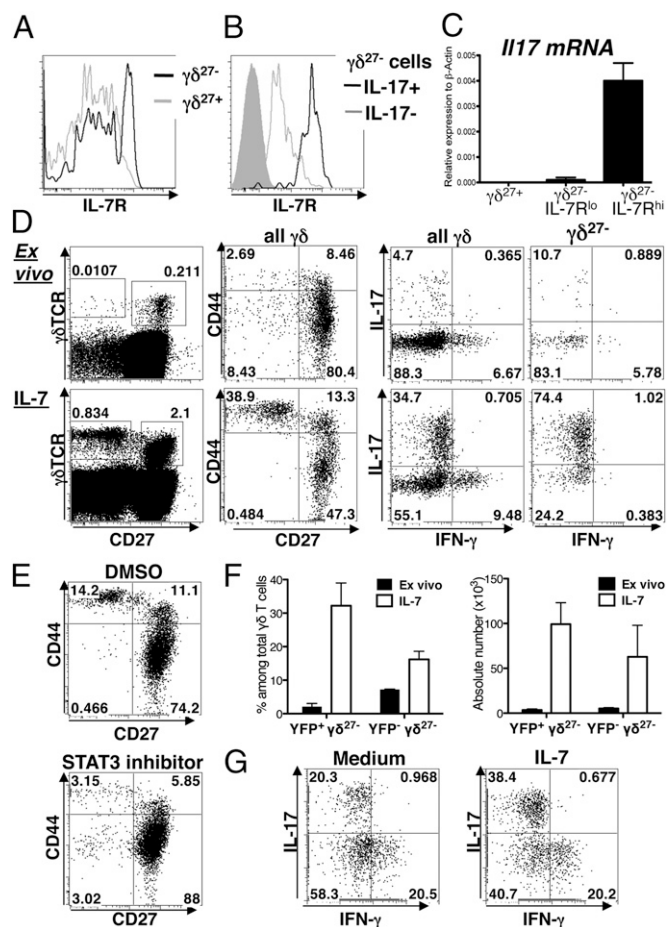 A
γδ27-
γδ27+
IL-7R
B
γδ27- cells
IL-17+
IL-17-
IL-7R
C
Il17 mRNA
Relative expression to β-Actin
0.005
0.004
0.003
0.002
0.001
0.000
γδ27+
γδ27- IL-7Rlo
γδ27- IL-7Rhi
D
all γδ
all γδ
γδ27-
Ex vivo
0.0107 0.211
γδTCR
2.69 8.46
CD44
8.43 80.4
4.7 0.365
IL-17
88.3 6.67
10.7 0.889
83.1 5.78
IL-7
0.834 2.1
γδTCR
CD27
38.9 13.3
CD44
0.484 47.3
CD27
34.7 0.705
IL-17
55.1 9.48
IFN-γ
74.4 1.02
24.2 0.383
IFN-γ
E
DMSO
14.2 11.1
CD44
0.466 74.2
CD27
STAT3 inhibitor
3.15 5.85
CD44
3.02 88
CD27
F
% among total γδ T cells
40
30
20
10
0
Ex vivo
IL-7
YFP+ γδ27- YFP- γδ27-
Absolute number (x103)
150
100
50
0
Ex vivo
IL-7
YFP+ γδ27- YFP- γδ27-
G
Medium
20.3 0.968
IL-17
58.3 20.5
IFN-γ
IL-7
38.4 0.677
IL-17
40.7 20.2
IFN-γ